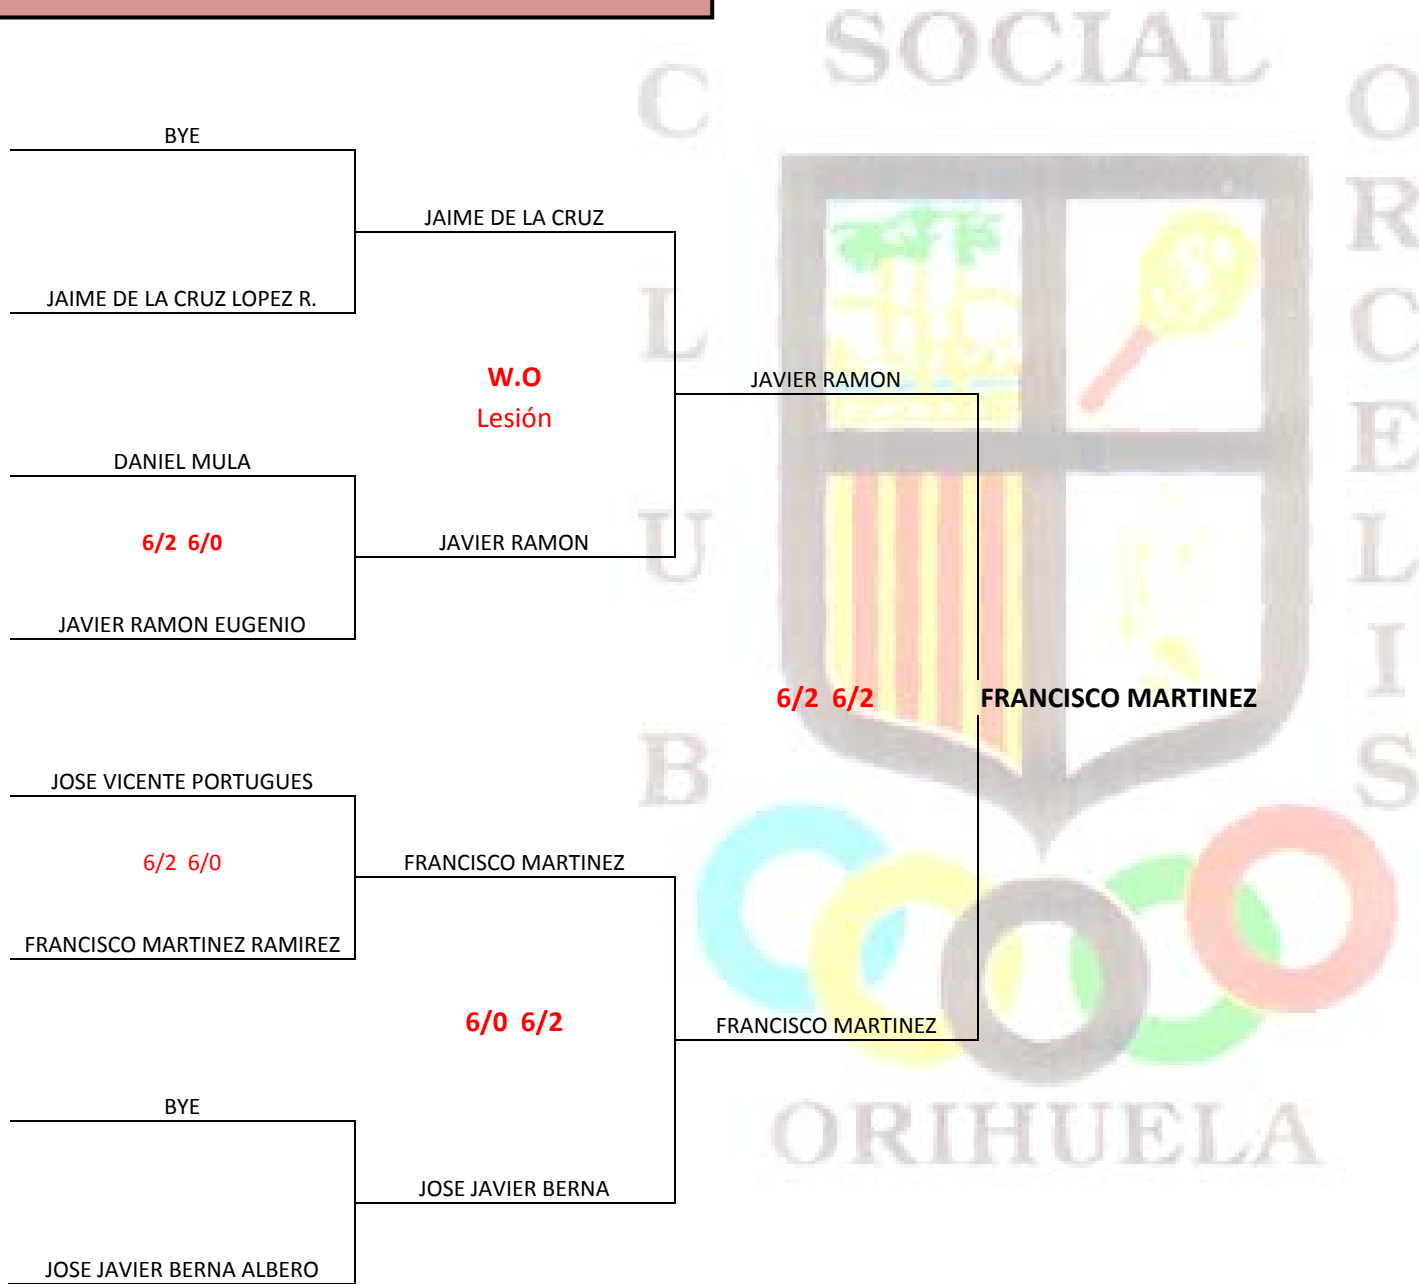 SOCIAL
CLUB
ORCELIS
BYE
JAIME DE LA CRUZ
JAIME DE LA CRUZ LOPEZ R.
W.O
Lesión
JAVIER RAMON
DANIEL MULA
6/2 6/0
JAVIER RAMON
JAVIER RAMON EUGENIO
6/2 6/2
FRANCISCO MARTINEZ
JOSE VICENTE PORTUGUES
6/2 6/0
FRANCISCO MARTINEZ
FRANCISCO MARTINEZ RAMIREZ
6/0 6/2
FRANCISCO MARTINEZ
BYE
JOSE JAVIER BERNA
JOSE JAVIER BERNA ALBERO
ORIHUELA